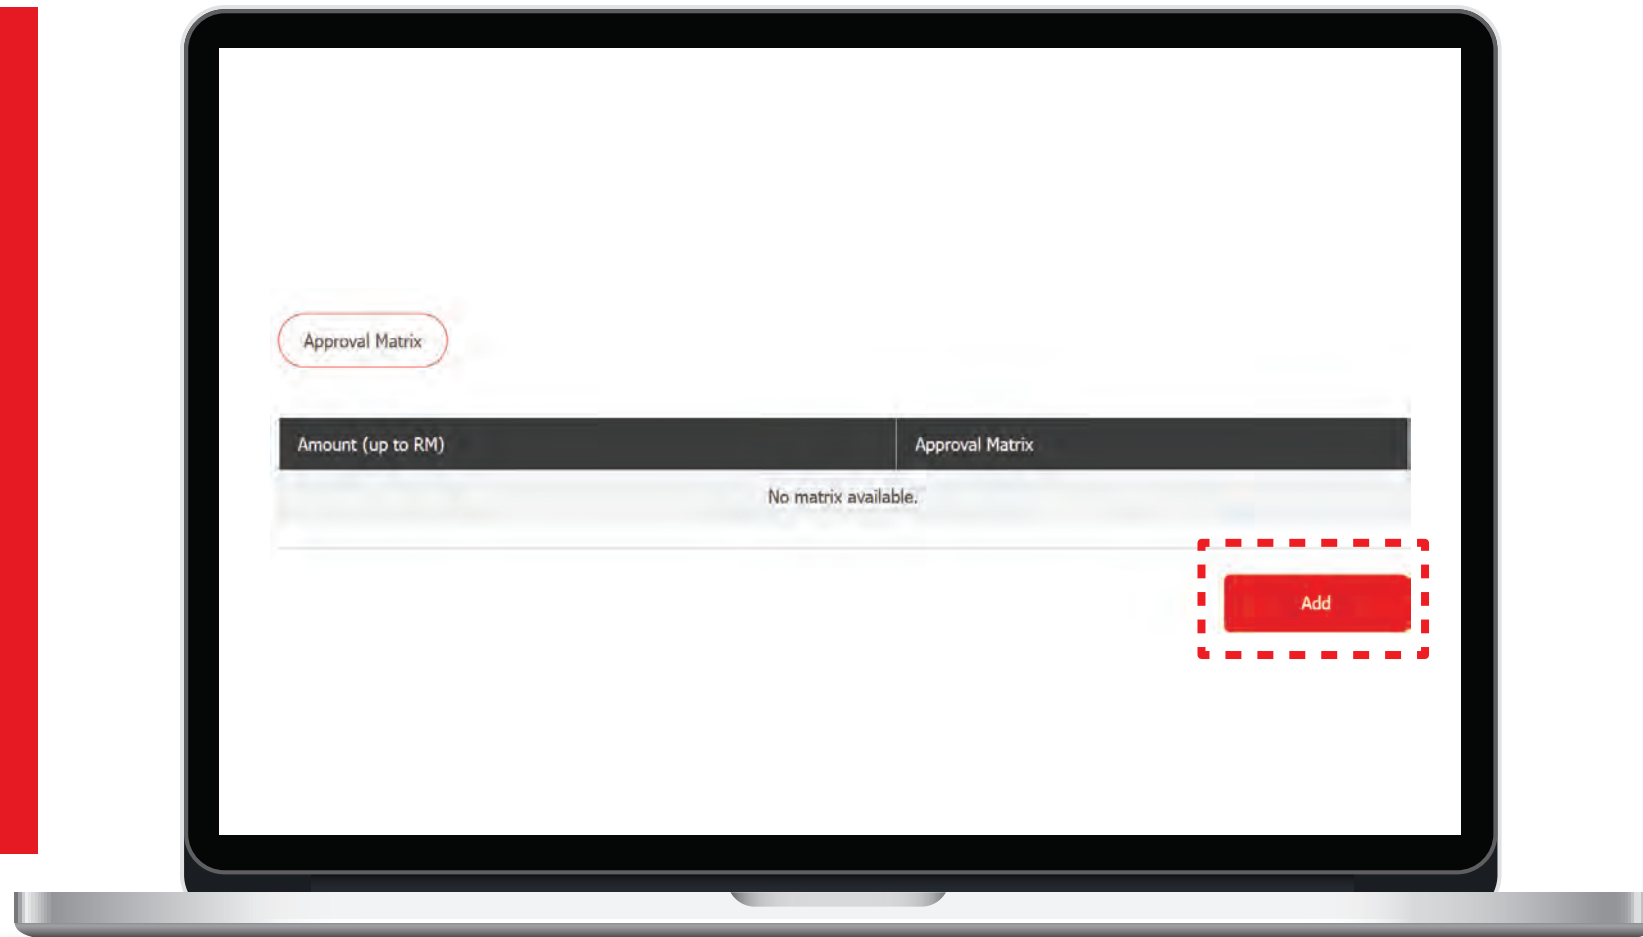 Approval Matrix
Amount (up to RM) Approval Matrix
No matrix available.
Add